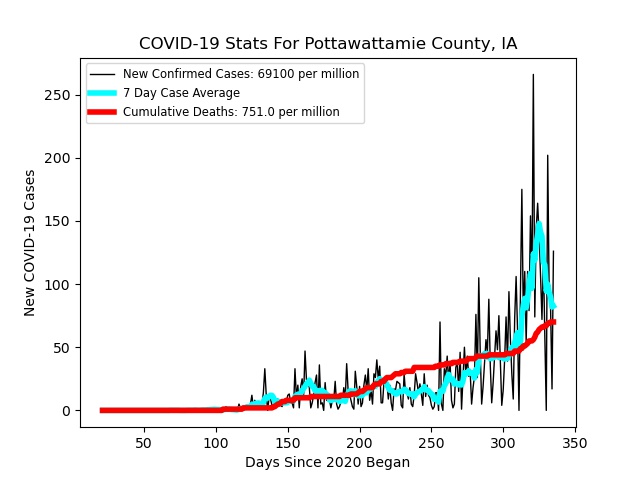 COVID-19 Stats For Pottawattamie County, IA
New Confirmed Cases: 69100 per million
7 Day Case Average
Cumulative Deaths: 751.0 per million
New COVID-19 Cases
250
200
150
100
50
0
50 100 150 200 250 300 350
Days Since 2020 Began